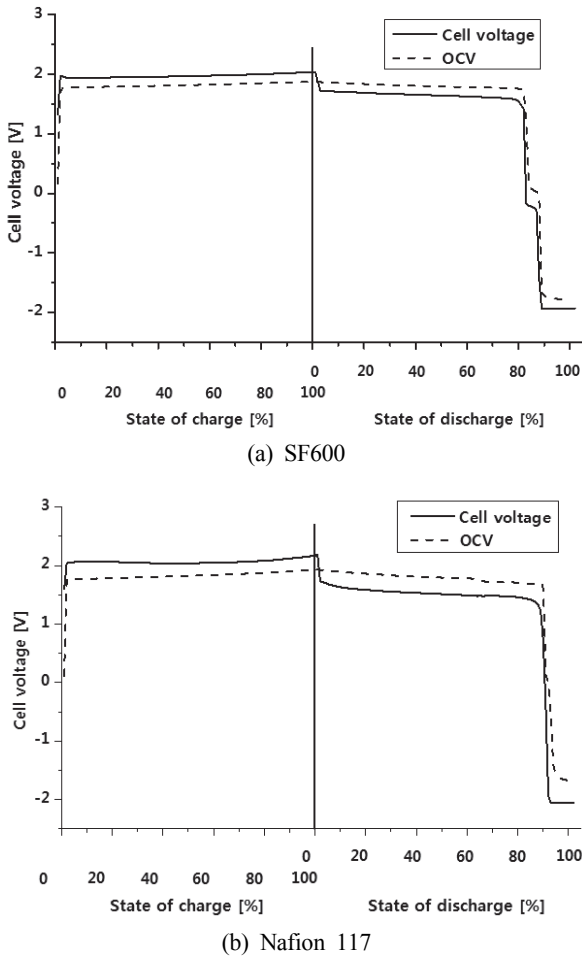 3
2
1
0
-1
-2
Cell voltage [V]
Cell voltage
OCV
0 20 40 60 80 100 0 20 40 60 80 100
State of charge [%] State of discharge [%]
(a) SF600
3
2
1
0
-1
-2
Cell voltage [V]
Cell voltage
OCV
0 20 40 60 80 100 0 20 40 60 80 100
State of charge [%] State of discharge [%]
(b) Nafion 117